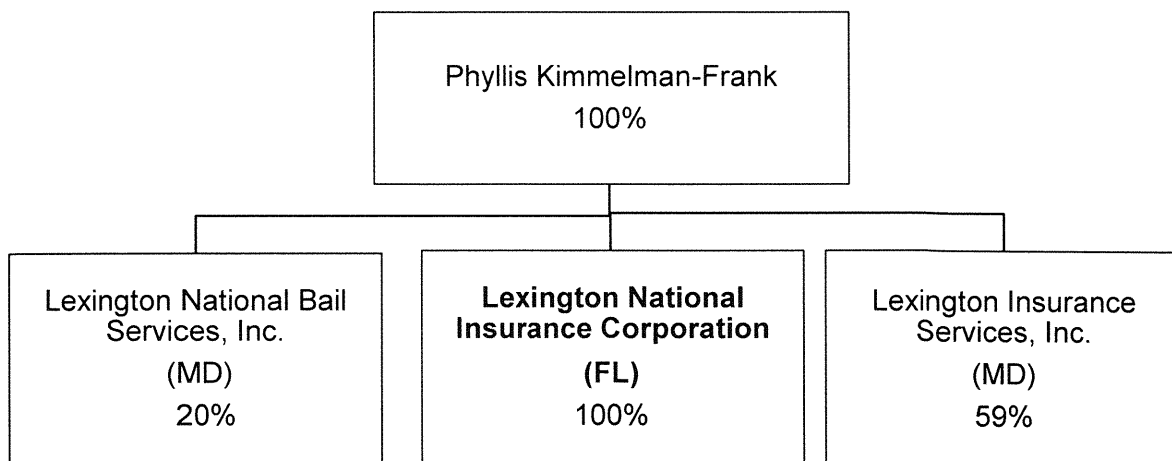 Phyllis Kimmelman-Frank
100%
Lexington National Bail
Services, Inc.
(MD)
20%
Lexington National
Insurance Corporation
(FL)
100%
Lexington Insurance
Services, Inc.
(MD)
59%